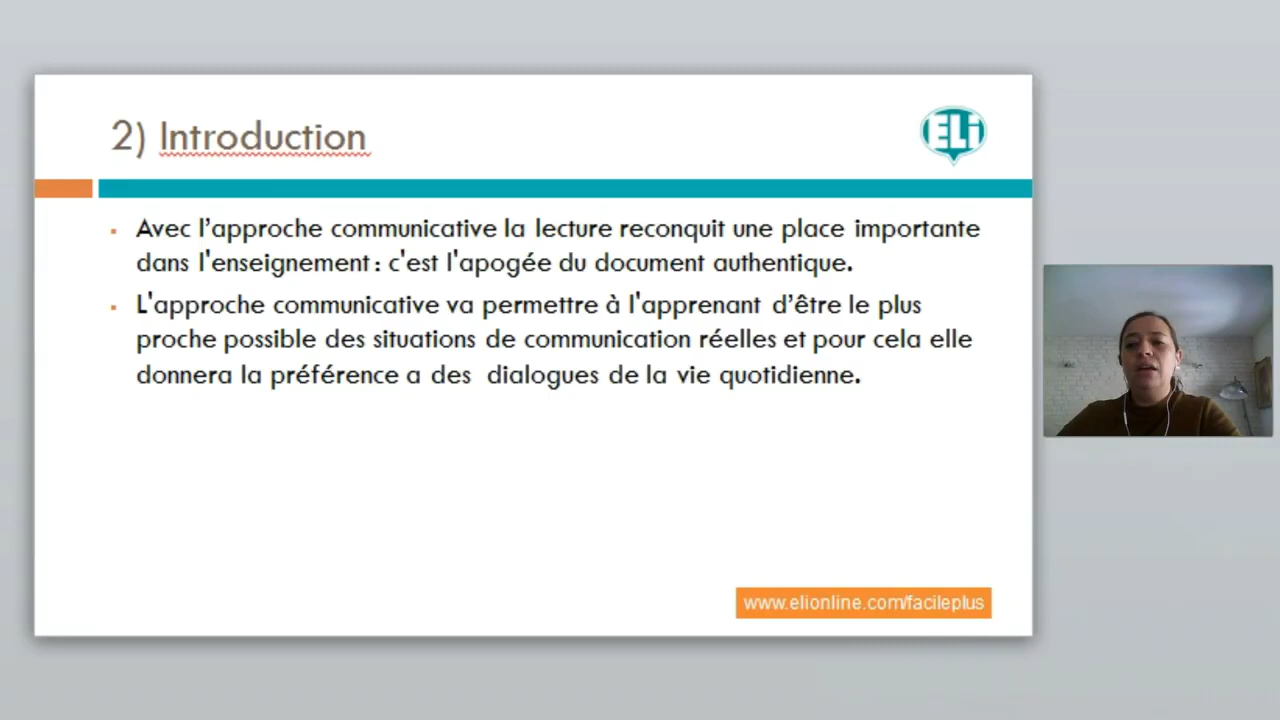 2) Introduction
ELi
Avec l’approche communicative la lecture reconquit une place importante
dans l'enseignement : c'est l'apogée du document authentique.
L'approche communicative va permettre à l'apprenant d’être le plus
proche possible des situations de communication réelles et pour cela elle
donnera la préférence a des dialogues de la vie quotidienne.
www.elionline.com/facileplus